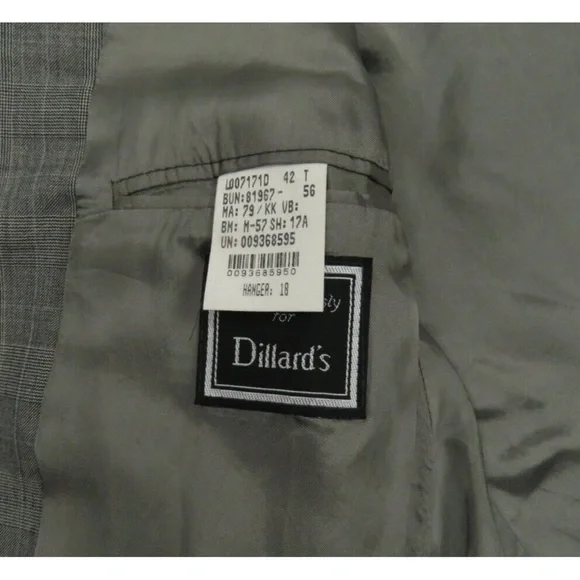 L007171D 42 T
BUN:81967- 56
MA: 79 / KK VB:
BM: M-57 SH: 17A
UN: 009368595
0093685950
HANGER: 18
for
Dillard's